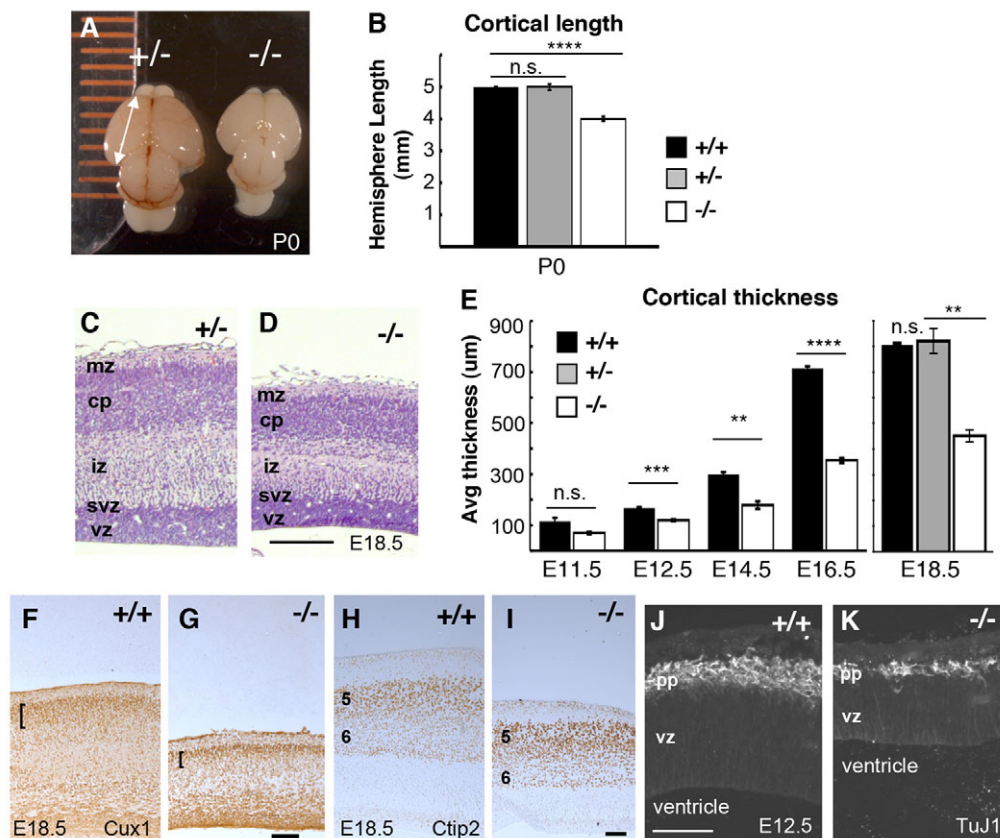 A
+/-
-/-
P0
B
Cortical length
****
n.s.
5
4
3
2
1
Hemisphere Length
(mm)
P0
+/+
+/-
-/-
C
+/-
mz
cp
iz
svz
vz
D
-/-
mz
cp
iz
svz
vz
E18.5
E
Cortical thickness
900
700
500
300
100
Avg thickness (um)
+/+
+/-
-/-
n.s.
***
**
****
n.s.
**
E11.5
E12.5
E14.5
E16.5
E18.5
F
+/+
[
E18.5
Cux1
G
-/-
[
H
+/+
5
6
E18.5
Ctip2
I
-/-
5
6
J
+/+
pp
vz
ventricle
E12.5
K
-/-
pp
vz
ventricle
TuJ1